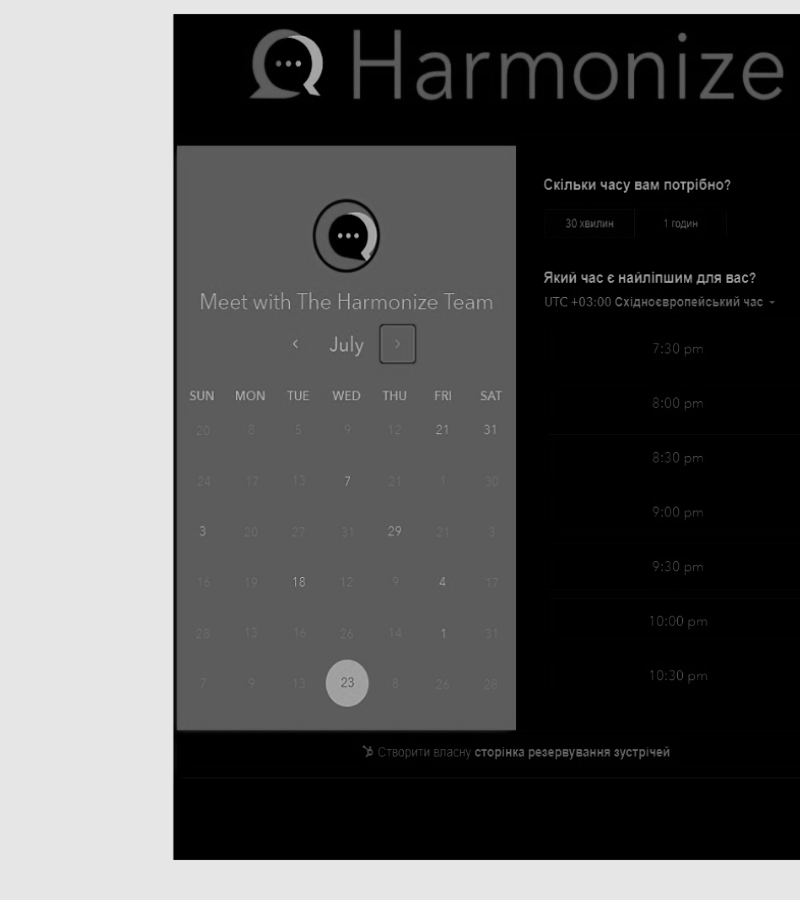 Harmonize
Meet with The Harmonize Team
July
SUN MON TUE WED THU FRI SAT
20 8 5 9 12 21 31
24 17 13 7 21 1 30
3 20 27 31 29 21 3
16 19 18 12 9 4 17
28 13 16 26 14 1 31
7 9 13 23 8 26 28
Скільки часу вам потрібно?
30 хвилин 1 годин
Який час є найліпшим для вас?
UTC +03:00 Східноєвропейський час
7:30 pm
8:00 pm
8:30 pm
9:00 pm
9:30 pm
10:00 pm
10:30 pm
Створити власну сторінка резервування зустрічей